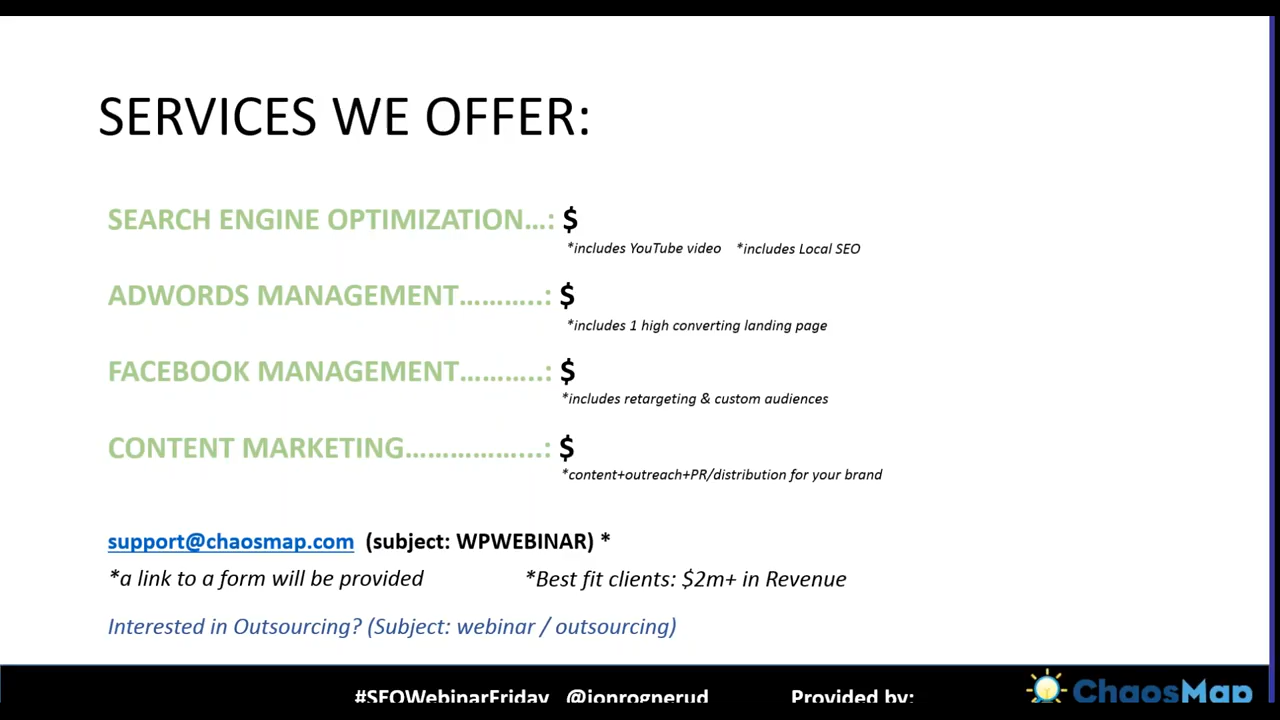 SERVICES WE OFFER:
SEARCH ENGINE OPTIMIZATION...: $
*includes YouTube video *includes Local SEO
ADWORDS MANAGEMENT………..: $
*includes 1 high converting landing page
FACEBOOK MANAGEMENT………..: $
*includes retargeting & custom audiences
CONTENT MARKETING……………...: $
*content+outreach+PR/distribution for your brand
support@chaosmap.com (subject: WPWEBINAR) *
*a link to a form will be provided *Best fit clients: $2m+ in Revenue
Interested in Outsourcing? (Subject: webinar / outsourcing)
#SEOWebinarFriday @jonrognerud Provided by: ChaosMap